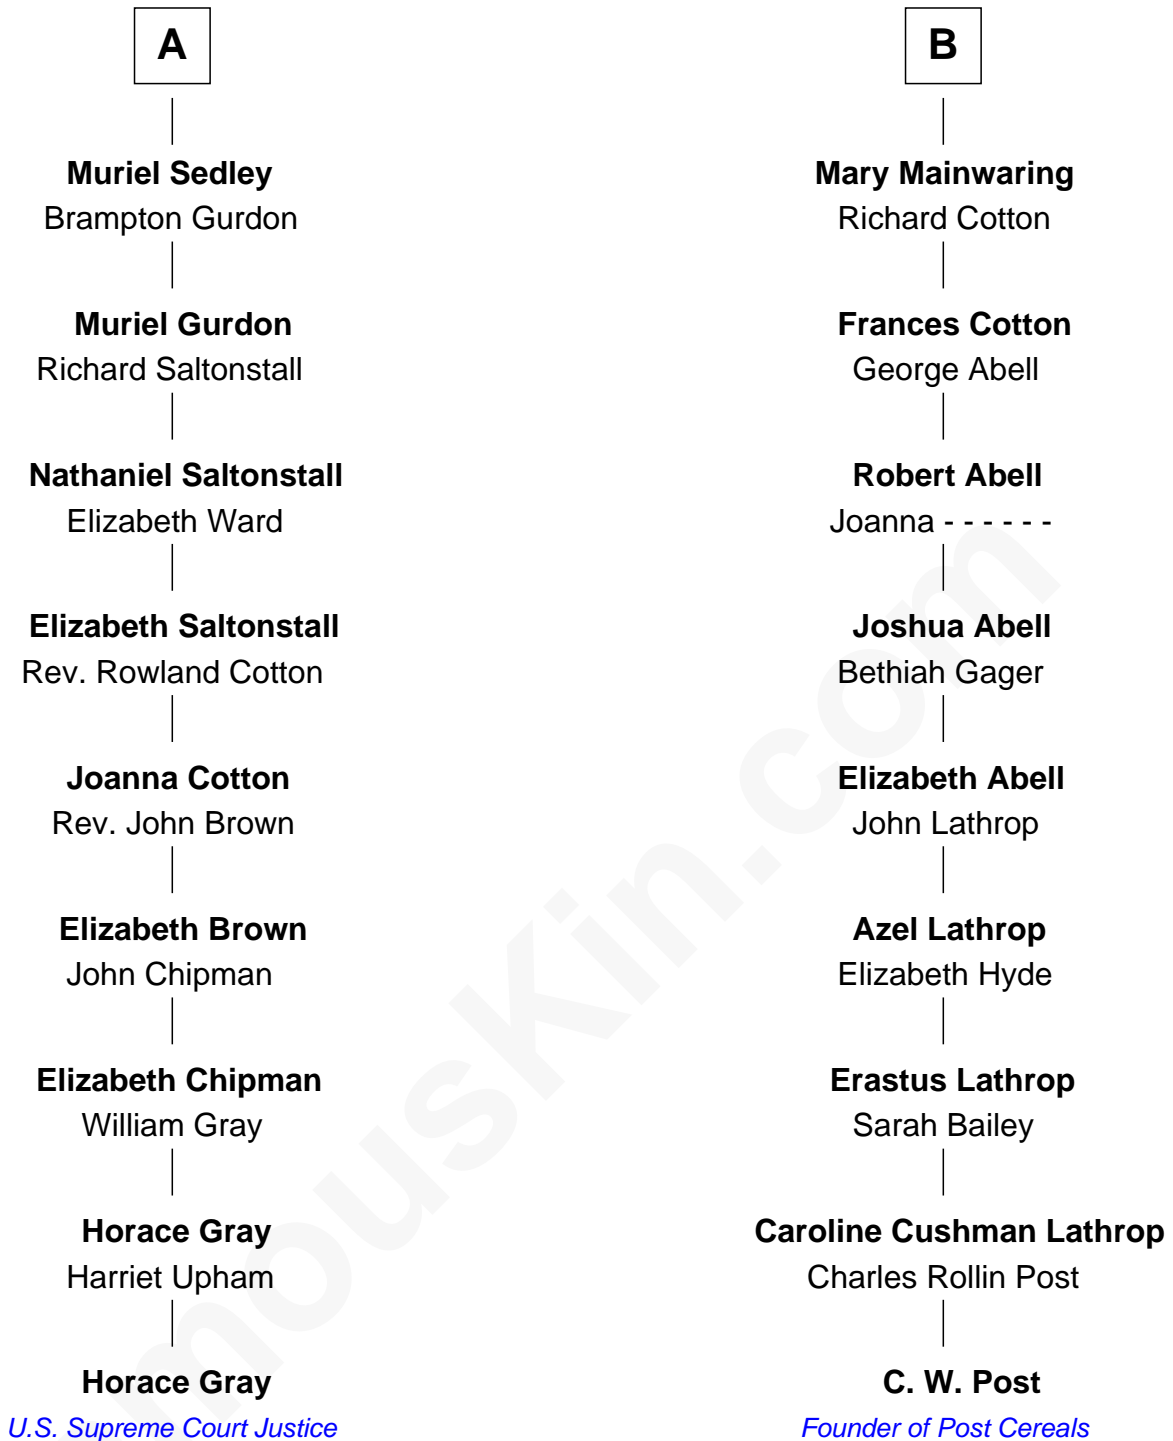 A
Muriel Sedley
Brampton Gurdon
Muriel Gurdon
Richard Saltonstall
Nathaniel Saltonstall
Elizabeth Ward
Elizabeth Saltonstall
Rev. Rowland Cotton
Joanna Cotton
Rev. John Brown
Elizabeth Brown
John Chipman
Elizabeth Chipman
William Gray
Horace Gray
Harriet Upham
Horace Gray
U.S. Supreme Court Justice
B
Mary Mainwaring
Richard Cotton
Frances Cotton
George Abell
Robert Abell
Joanna - - - - - -
Joshua Abell
Bethiah Gager
Elizabeth Abell
John Lathrop
Azel Lathrop
Elizabeth Hyde
Erastus Lathrop
Sarah Bailey
Caroline Cushman Lathrop
Charles Rollin Post
C. W. Post
Founder of Post Cereals
mouskin.com